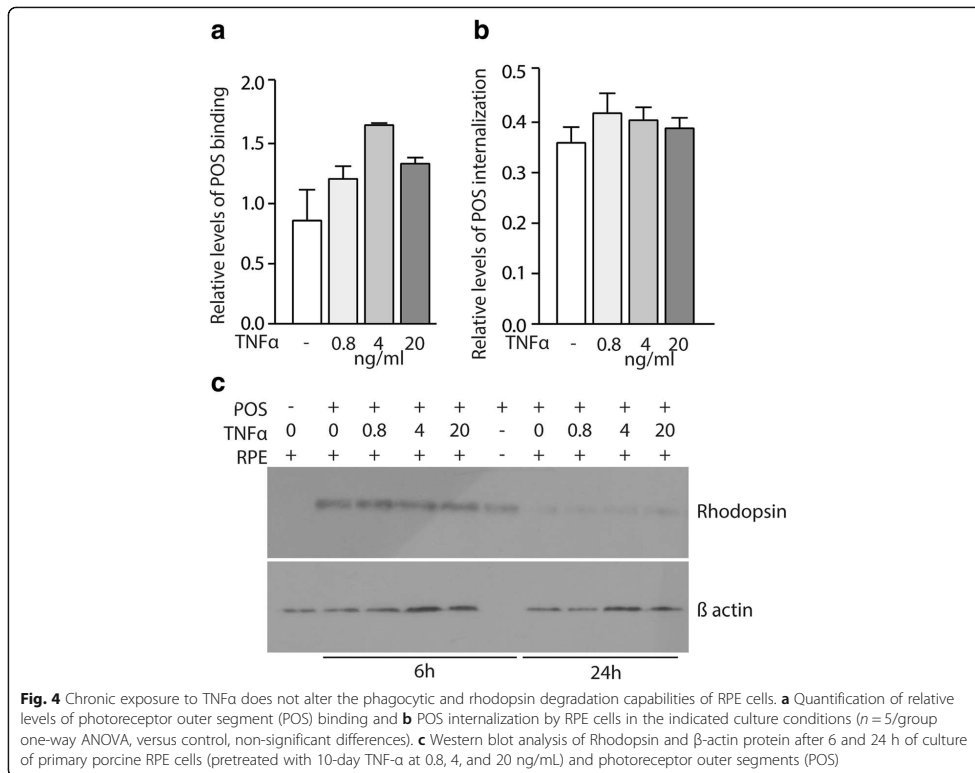 a
Relative levels of POS binding
2.0
1.5
1.0
0.5
0.0
TNFα - 0.8 4 20
ng/ml
b
Relative levels of POS internalization
0.5
0.4
0.3
0.2
0.1
0.0
TNFα - 0.8 4 20
ng/ml
c
POS - + + + + + + + + +
TNFα 0 0 0.8 4 20 - 0 0.8 4 20
RPE + + + + + - + + + +
Rhodopsin
ß actin
6h 24h
Fig. 4 Chronic exposure to TNFα does not alter the phagocytic and rhodopsin degradation capabilities of RPE cells. a Quantification of relative
levels of photoreceptor outer segment (POS) binding and b POS internalization by RPE cells in the indicated culture conditions (n = 5/group
one-way ANOVA, versus control, non-significant differences). c Western blot analysis of Rhodopsin and β-actin protein after 6 and 24 h of culture
of primary porcine RPE cells (pretreated with 10-day TNF-α at 0.8, 4, and 20 ng/mL) and photoreceptor outer segments (POS)